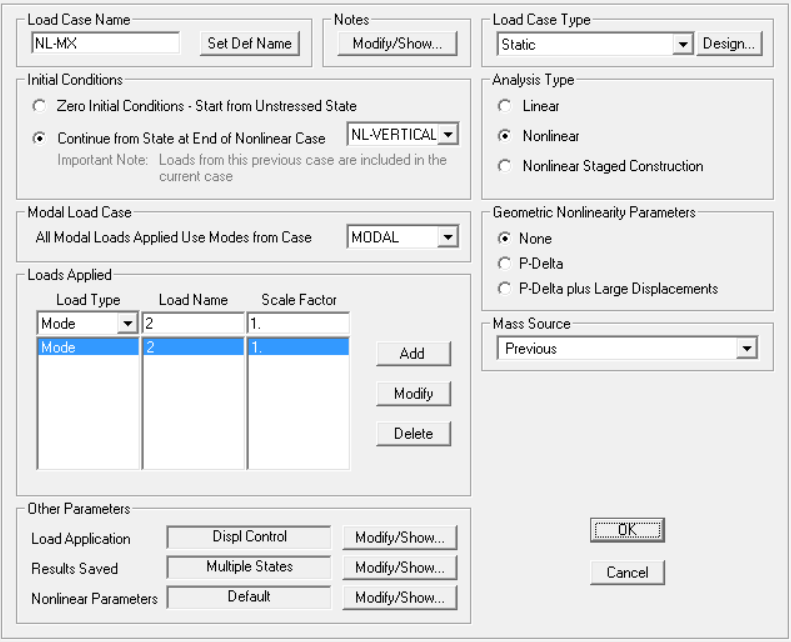 Load Case Name
NL-MX
Set Def Name
Notes
Modify/Show...
Load Case Type
Static
Design...
Initial Conditions
Zero Initial Conditions - Start from Unstressed State
Continue from State at End of Nonlinear Case
NL-VERTICAL
Important Note: Loads from this previous case are included in the
current case
Analysis Type
Linear
Nonlinear
Nonlinear Staged Construction
Modal Load Case
All Modal Loads Applied Use Modes from Case
MODAL
Geometric Nonlinearity Parameters
None
P-Delta
P-Delta plus Large Displacements
Loads Applied
Load Type Load Name Scale Factor
Mode 2 1.
Mode 2 1.
Add
Modify
Delete
Mass Source
Previous
Other Parameters
Load Application Displ Control Modify/Show...
Results Saved Multiple States Modify/Show...
Nonlinear Parameters Default Modify/Show...
OK
Cancel